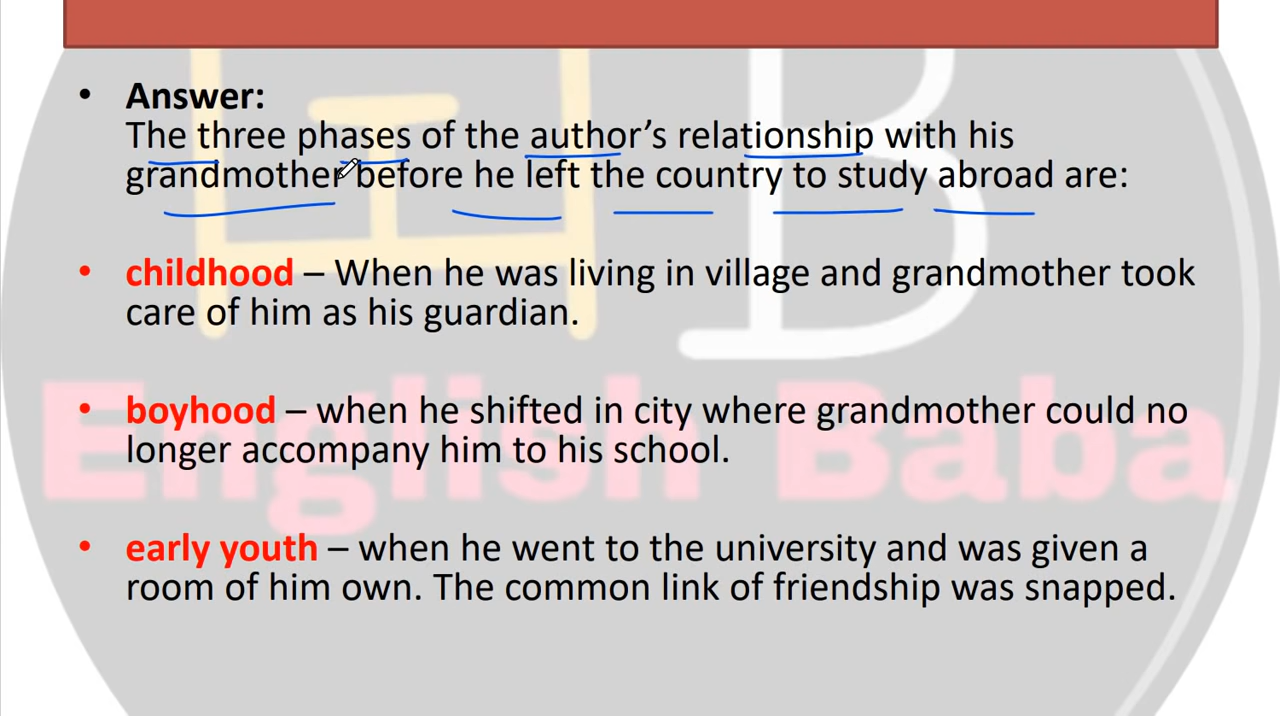 • Answer:
The three phases of the author’s relationship with his
grandmother before he left the country to study abroad are:
• childhood – When he was living in village and grandmother took
care of him as his guardian.
• boyhood – when he shifted in city where grandmother could no
longer accompany him to his school.
• early youth – when he went to the university and was given a
room of him own. The common link of friendship was snapped.
EB
English Baba